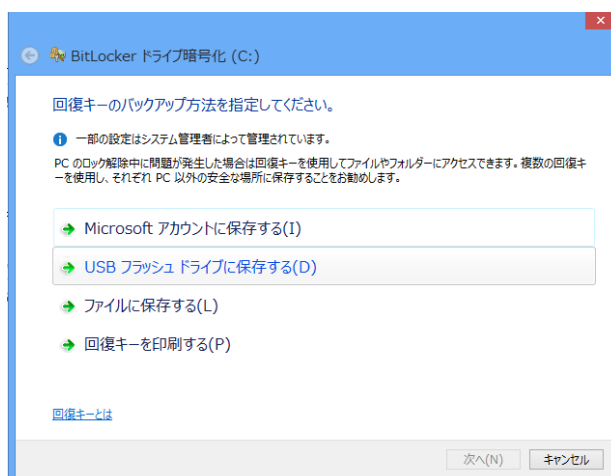 BitLocker ドライブ暗号化 (C:)
回復キーのバックアップ方法を指定してください。
一部の設定はシステム管理者によって管理されています。
PC のロック解除中に問題が発生した場合は回復キーを使用してファイルやフォルダーにアクセスできます。複数の回復キ
ーを使用し、それぞれ PC 以外の安全な場所に保存することをお勧めします。
Microsoft アカウントに保存する(I)
USB フラッシュ ドライブに保存する(D)
ファイルに保存する(L)
回復キーを印刷する(P)
回復キーとは
次へ(N) キャンセル